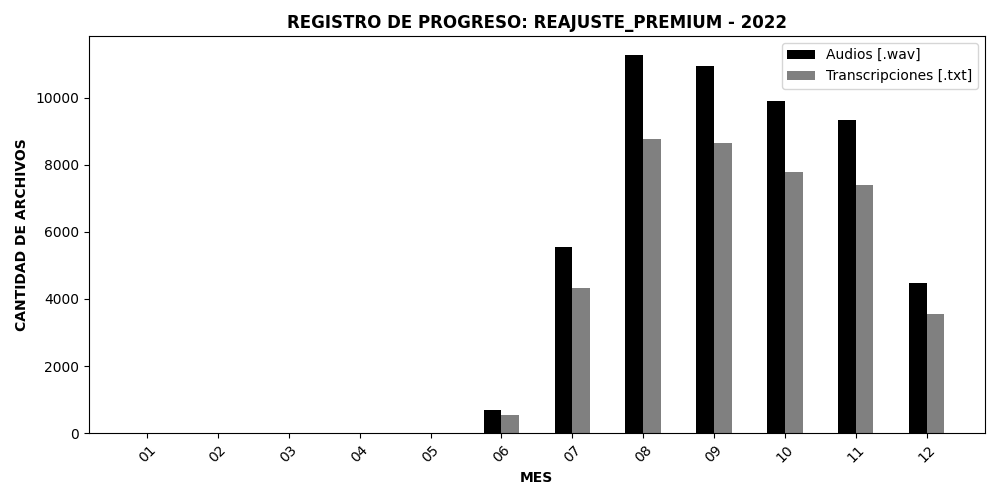 REGISTRO DE PROGRESO: REAJUSTE_PREMIUM - 2022
Audios [.wav]
Transcripciones [.txt]
CANTIDAD DE ARCHIVOS
10000
8000
6000
4000
2000
0
01 02 03 04 05 06 07 08 09 10 11 12
MES